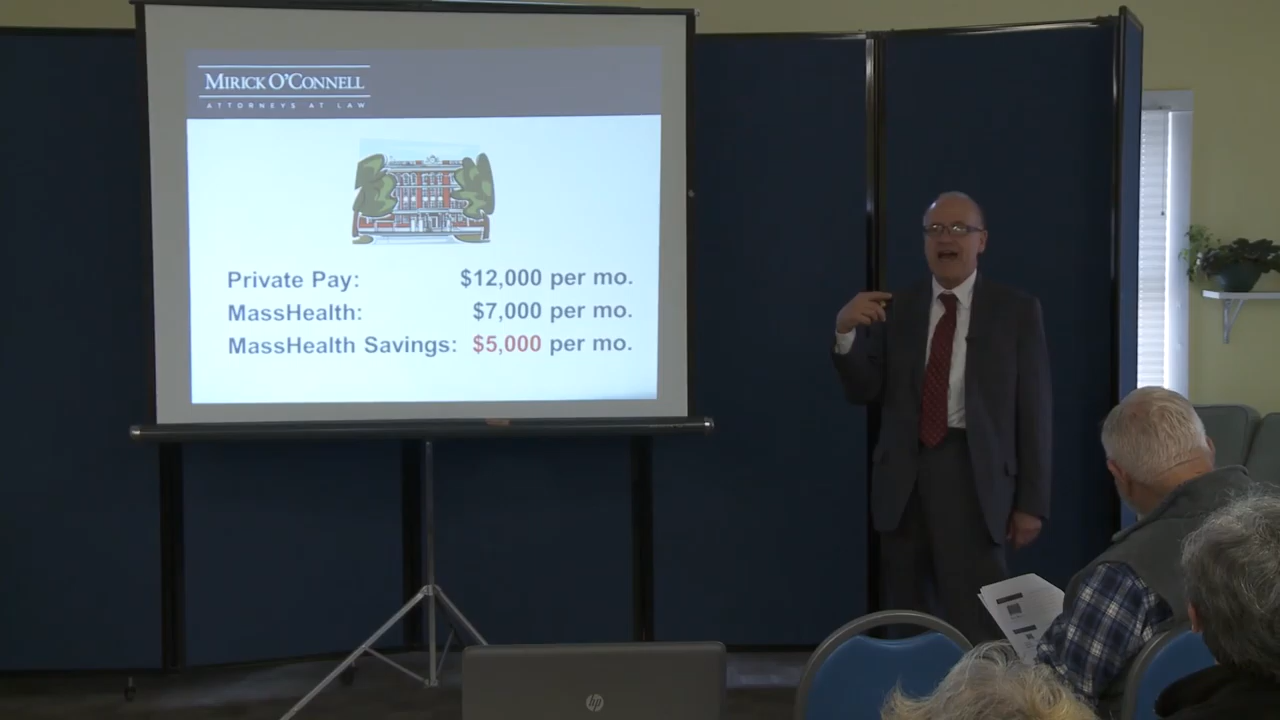 MIRICK O'CONNELL
ATTORNEYS AT LAW
Private Pay: $12,000 per mo.
MassHealth: $7,000 per mo.
MassHealth Savings: $5,000 per mo.
hp